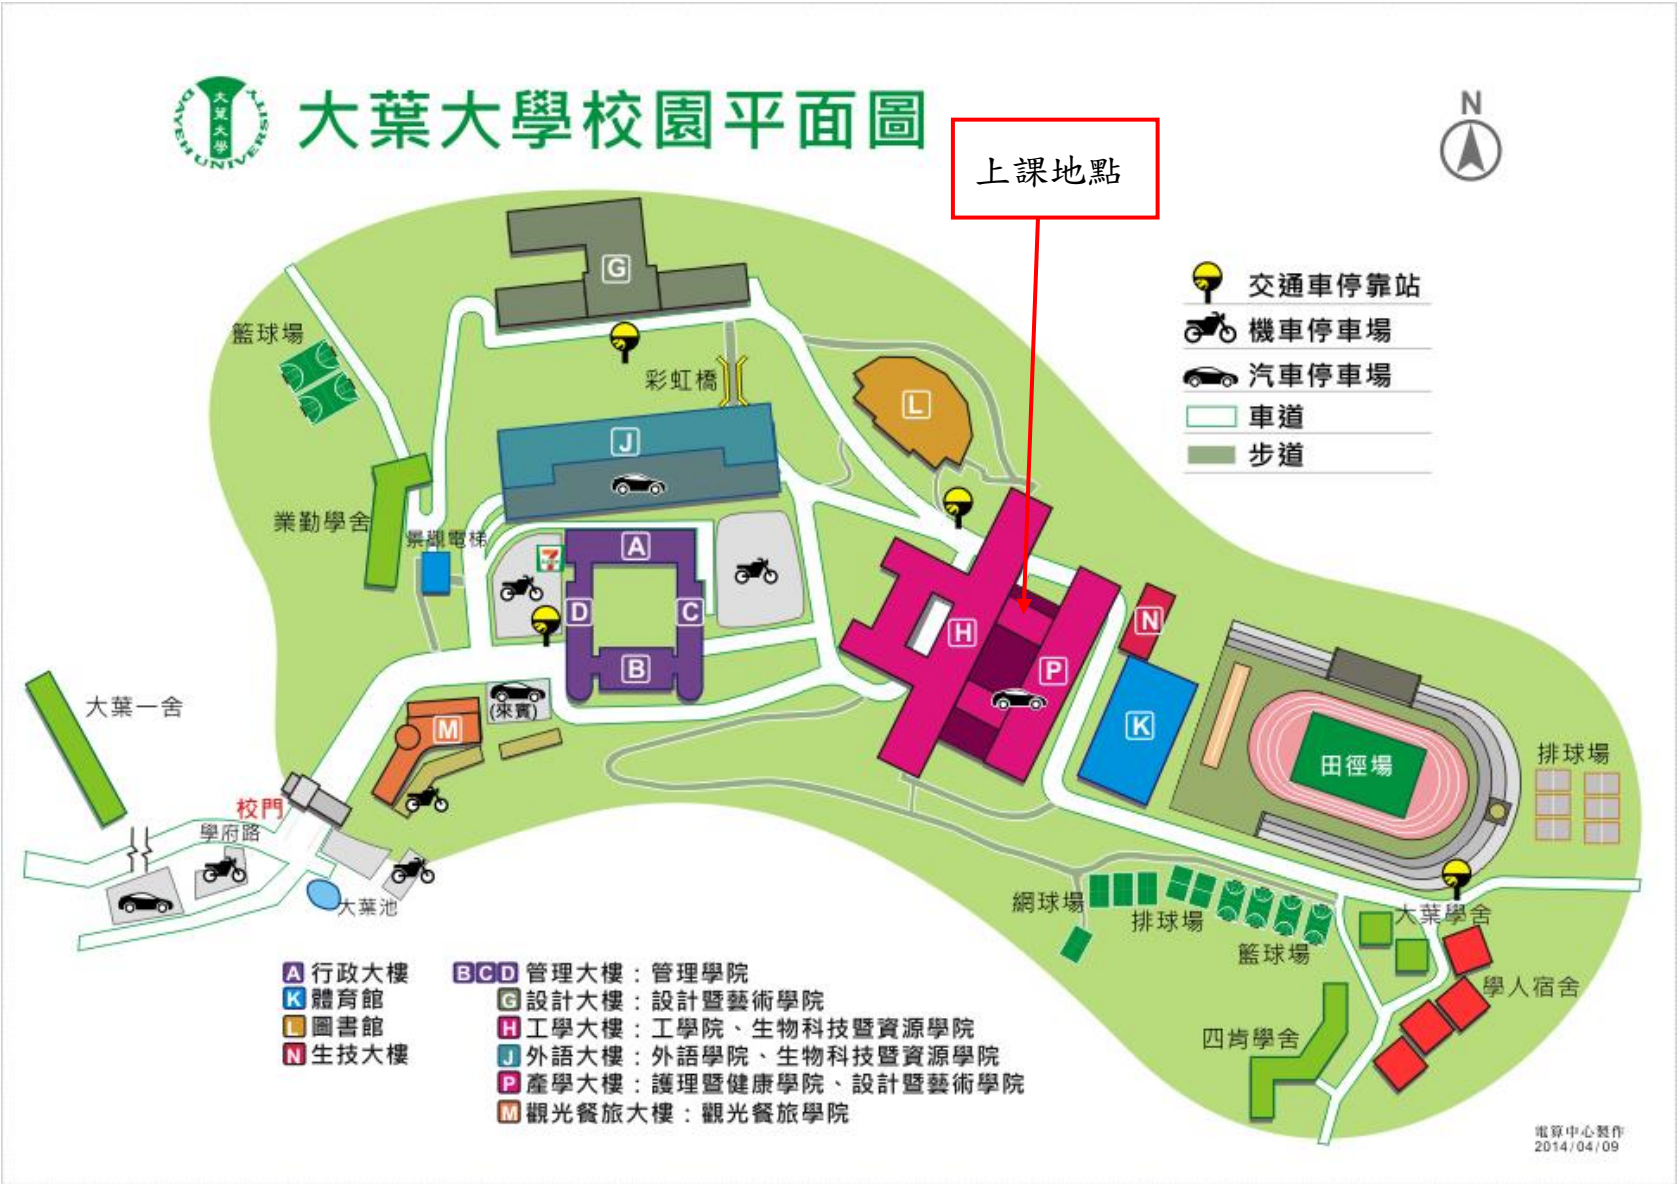 大葉大學
DAYEH UNIVERSITY
大葉大學校園平面圖
N
上課地點
交通車停靠站
機車停車場
汽車停車場
車道
步道
G
籃球場
彩虹橋
L
J
業勤學舍
景觀電梯
7
A
D
C
B
H
N
P
K
大葉一舍
(來賓)
M
田徑場
排球場
校門
學府路
大葉池
網球場
排球場
籃球場
大葉學舍
學人宿舍
四肯學舍
A 行政大樓
K 體育館
L 圖書館
N 生技大樓
BCD 管理大樓：管理學院
G 設計大樓：設計暨藝術學院
H 工學大樓：工學院、生物科技暨資源學院
J 外語大樓：外語學院、生物科技暨資源學院
P 產學大樓：護理暨健康學院、設計暨藝術學院
M 觀光餐旅大樓：觀光餐旅學院
電算中心製作
2014/04/09